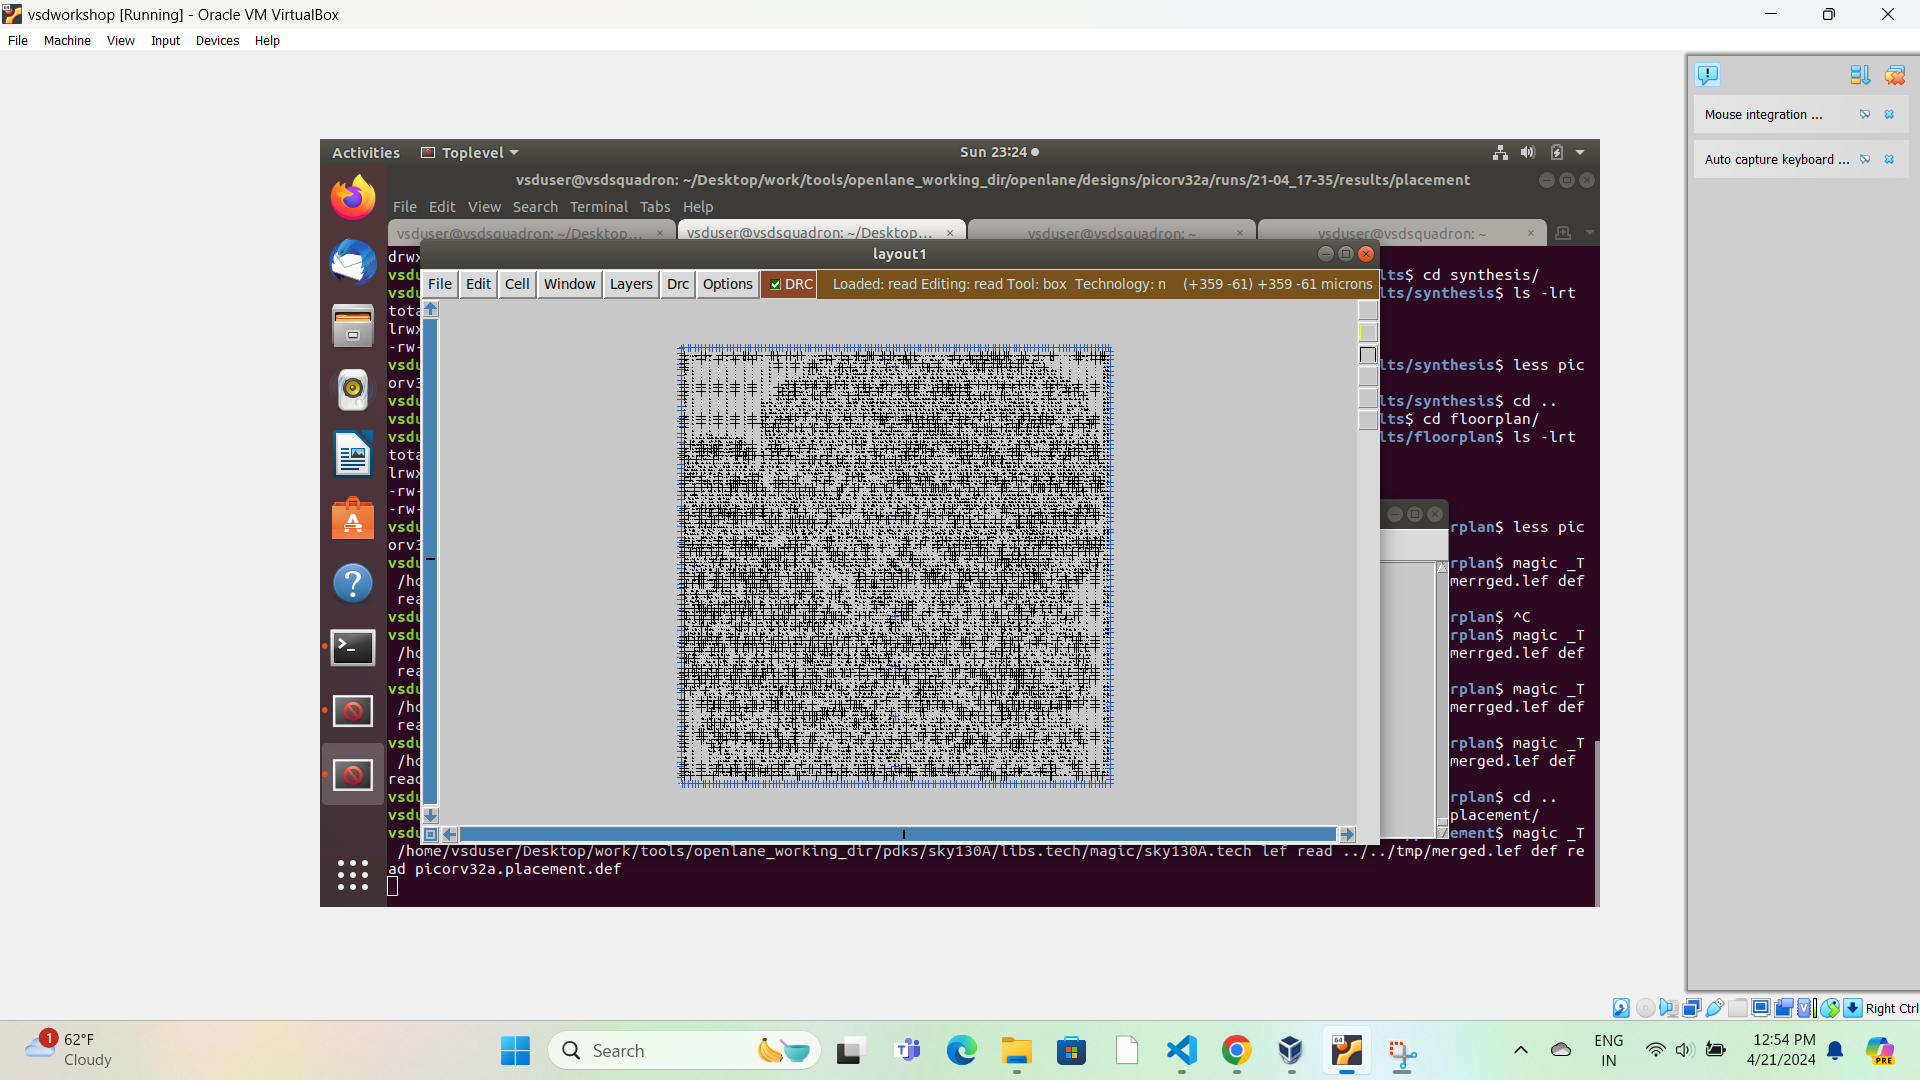 vsdworkshop [Running] - Oracle VM VirtualBox
File Machine View Input Devices Help
Mouse integration ...
Auto capture keyboard ...
Activities Toplevel Sun 23:24
vsduser@vsdsquadron: ~/Desktop/work/tools/openlane_working_dir/openlane/designs/picorv32a/runs/21-04_17-35/results/placement
File Edit View Search Terminal Tabs Help
vsduser@vsdsquadron: ~/Desktop... × vsduser@vsdsquadron: ~/Desktop... × vsduser@vsdsquadron: ~ × vsduser@vsdsquadron: ~ ×
layout1
File Edit Cell Window Layers Drc Options DRC Loaded: read Editing: read Tool: box Technology: n (+359 -61) +359 -61 microns
drwx
vsdu lts$ cd synthesis/
vsdu lts/synthesis$ ls -lrt
tota
lrwx
-rw-
vsdu lts/synthesis$ less pic
orv3
vsdu lts/synthesis$ cd ..
vsdu lts$ cd floorplan/
vsdu lts/floorplan$ ls -lrt
tota
lrwx
-rw-
-rw-
vsdu rplan$ less pic
orv3
vsdu rplan$ magic _T
/ho merrged.lef def
rea
vsdu rplan$ ^C
vsdu rplan$ magic _T
/ho merrged.lef def
rea
vsdu rplan$ magic _T
/ho merrged.lef def
rea
vsdu rplan$ magic _T
/ho merged.lef def
reac
vsdu rplan$ cd ..
vsdu placement/
vsdu ement$ magic _T
/home/vsduser/Desktop/work/tools/openlane_working_dir/pdks/sky130A/libs.tech/magic/sky130A.tech lef read ../../tmp/merged.lef def re
ad picorv32a.placement.def
Right Ctrl
1
62°F
Cloudy
Search
ENG
IN
12:54 PM
4/21/2024
PRE